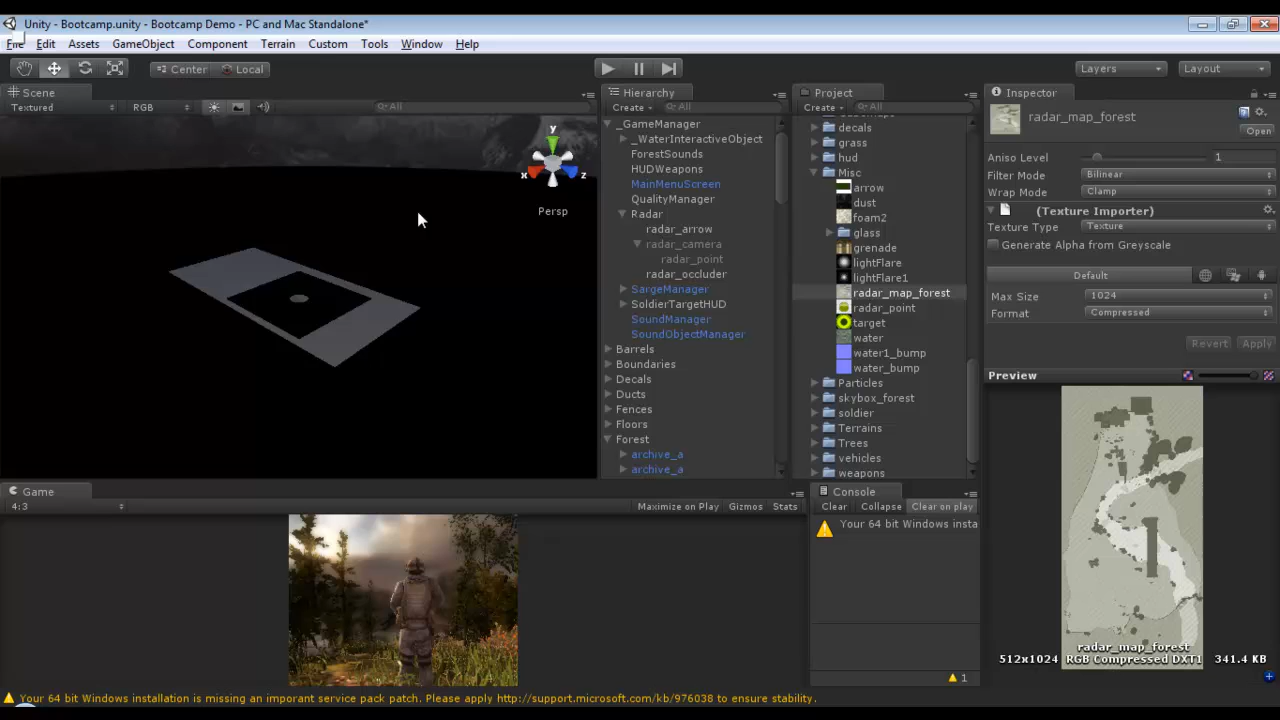 Unity - Bootcamp.unity - Bootcamp Demo - PC and Mac Standalone*
File Edit Assets GameObject Component Terrain Custom Tools Window Help
Center Local Layers Layout
Scene
Textured RGB All
y
x z
Persp
Hierarchy
Create All
_GameManager
_WaterInteractiveObject
ForestSounds
HUDWeapons
MainMenuScreen
QualityManager
Radar
radar_arrow
radar_camera
radar_point
radar_occluder
SargeManager
SoldierTargetHUD
SoundManager
SoundObjectManager
Barrels
Boundaries
Decals
Ducts
Fences
Floors
Forest
archive_a
archive_a
Project
Create All
decals
grass
hud
Misc
arrow
dust
foam2
glass
grenade
lightFlare
lightFlare1
radar_map_forest
radar_point
target
water
water1_bump
water_bump
Particles
skybox_forest
soldier
Terrains
Trees
vehicles
weapons
Inspector
radar_map_forest
Open
Aniso Level 1
Filter Mode Bilinear
Wrap Mode Clamp
(Texture Importer)
Texture Type Texture
Generate Alpha from Greyscale
Default
Max Size 1024
Format Compressed
Revert Apply
Preview
radar_map_forest
512x1024 RGB Compressed DXT1 341.4 KB
Game
4:3 Maximize on Play Gizmos Stats
Console
Clear Collapse Clear on play
Your 64 bit Windows insta
1
Your 64 bit Windows installation is missing an imporant service pack patch. Please apply http://support.microsoft.com/kb/976038 to ensure stability.